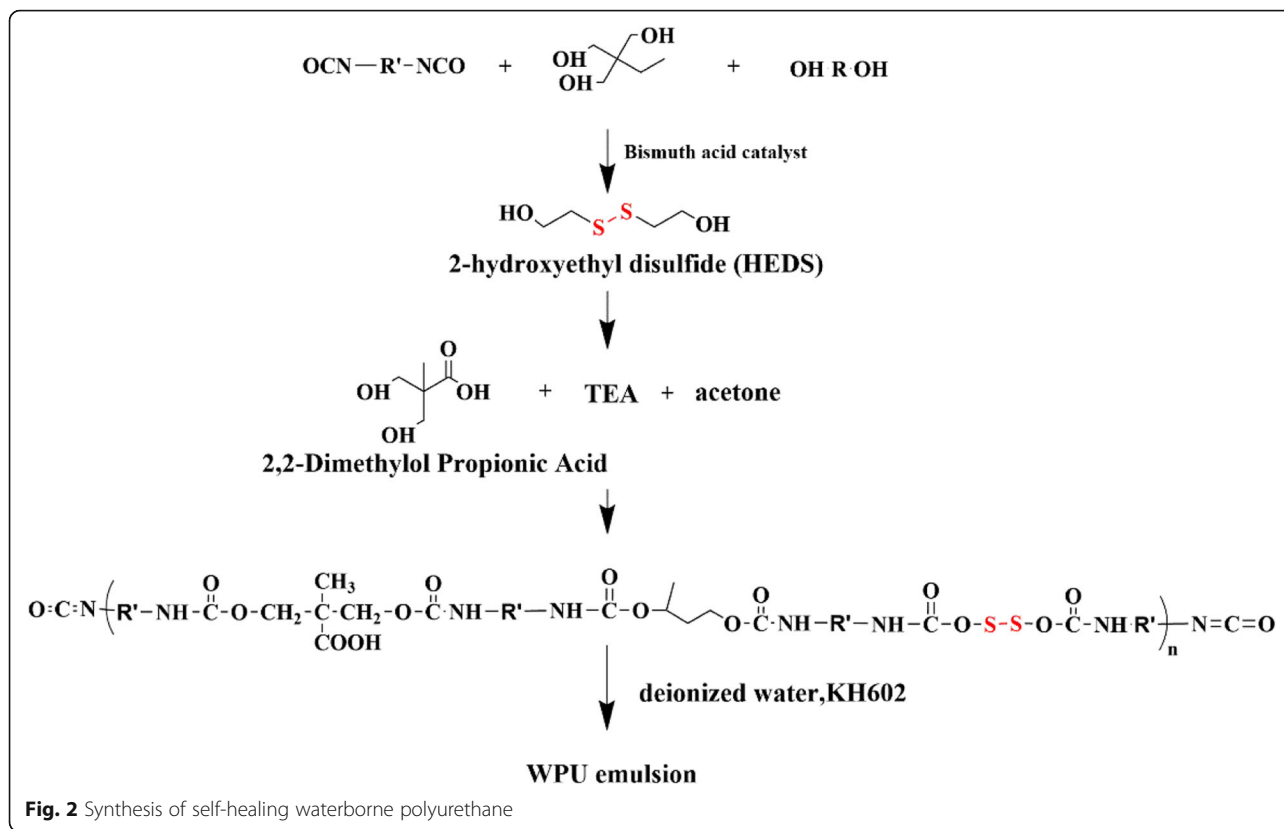 OCN—R'—NCO + OH OH OH + OH R·OH
Bismuth acid catalyst
HO S-S OH
2-hydroxyethyl disulfide (HEDS)
O OH OH OH + TEA + acetone
2,2-Dimethylol Propionic Acid
O=C=N-(R'-NH-C(O)-O-CH₂-C(CH₃)(COOH)-CH₂-O-C(O)-NH-R'-NH-C(O)-O O-C(O)-NH-R'-NH-C(O)-O-S-S-O-C(O)-NH·R')n-N=C=O
deionized water,KH602
WPU emulsion
Fig. 2 Synthesis of self-healing waterborne polyurethane